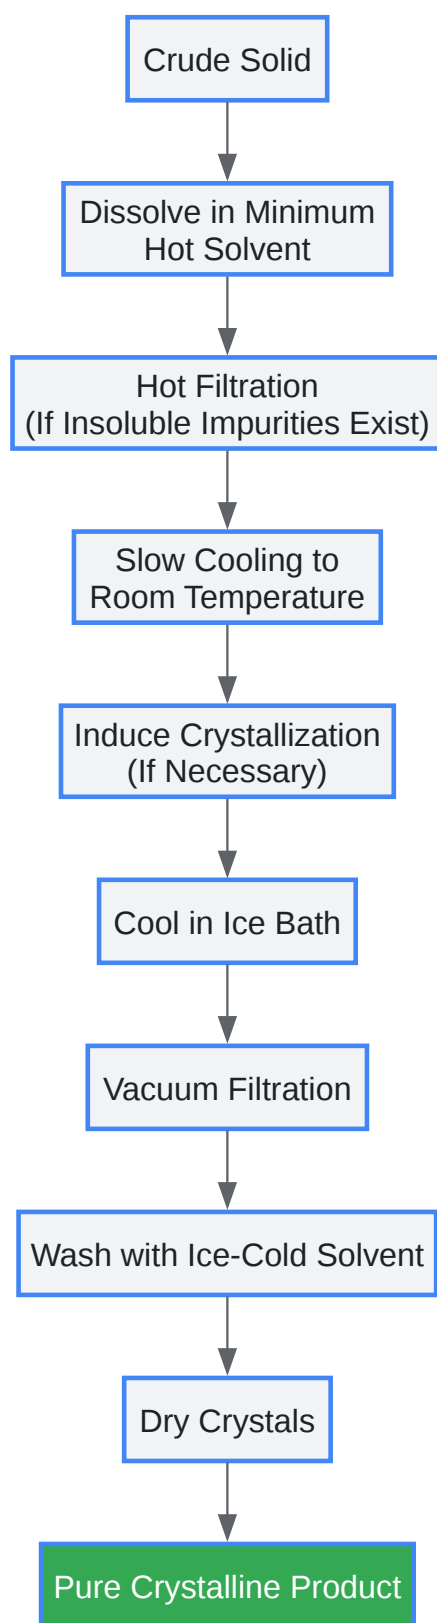 Crude Solid
Dissolve in Minimum
Hot Solvent
Hot Filtration
(If Insoluble Impurities Exist)
Slow Cooling to
Room Temperature
Induce Crystallization
(If Necessary)
Cool in Ice Bath
Vacuum Filtration
Wash with Ice-Cold Solvent
Dry Crystals
Pure Crystalline Product